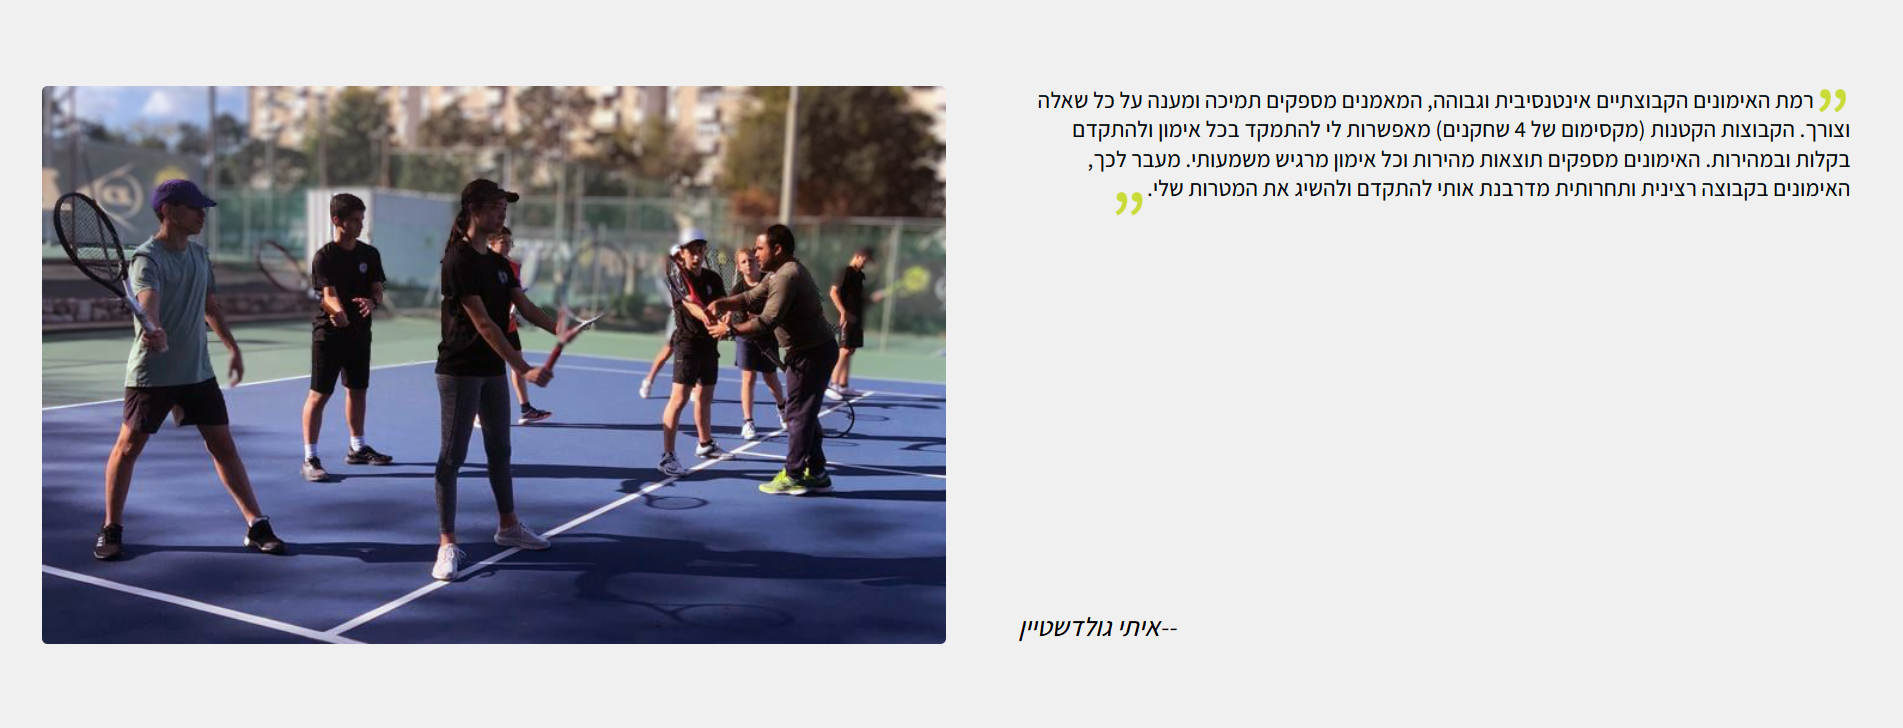 ”רמת האימונים הקבוצתיים אינטנסיבית וגבוהה, המאמנים מספקים תמיכה ומענה על כל שאלה
וצורך. הקבוצות הקטנות (מקסימום של 4 שחקנים) מאפשרות לי להתמקד בכל אימון ולהתקדם
בקלות ובמהירות. האימונים מספקים תוצאות מהירות וכל אימון מרגיש משמעותי. מעבר לכך,
האימונים בקבוצה רצינית ותחרותית מדרבנת אותי להתקדם ולהשיג את המטרות שלי.”
--איתי גולדשטיין